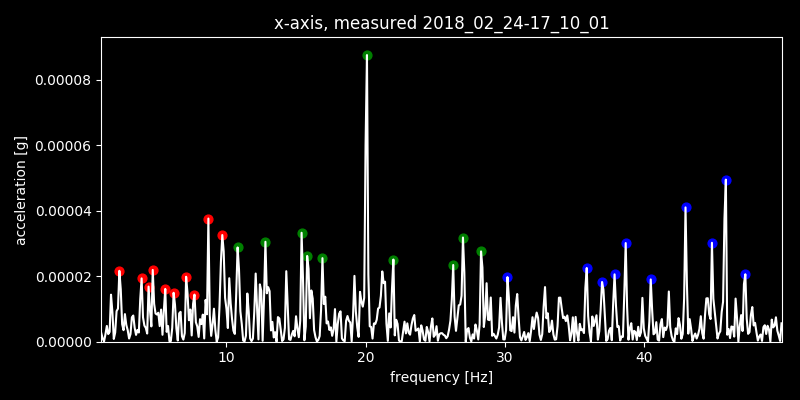 x-axis, measured 2018_02_24-17_10_01
acceleration [g]
0.00008
0.00006
0.00004
0.00002
0.00000
10 20 30 40
frequency [Hz]